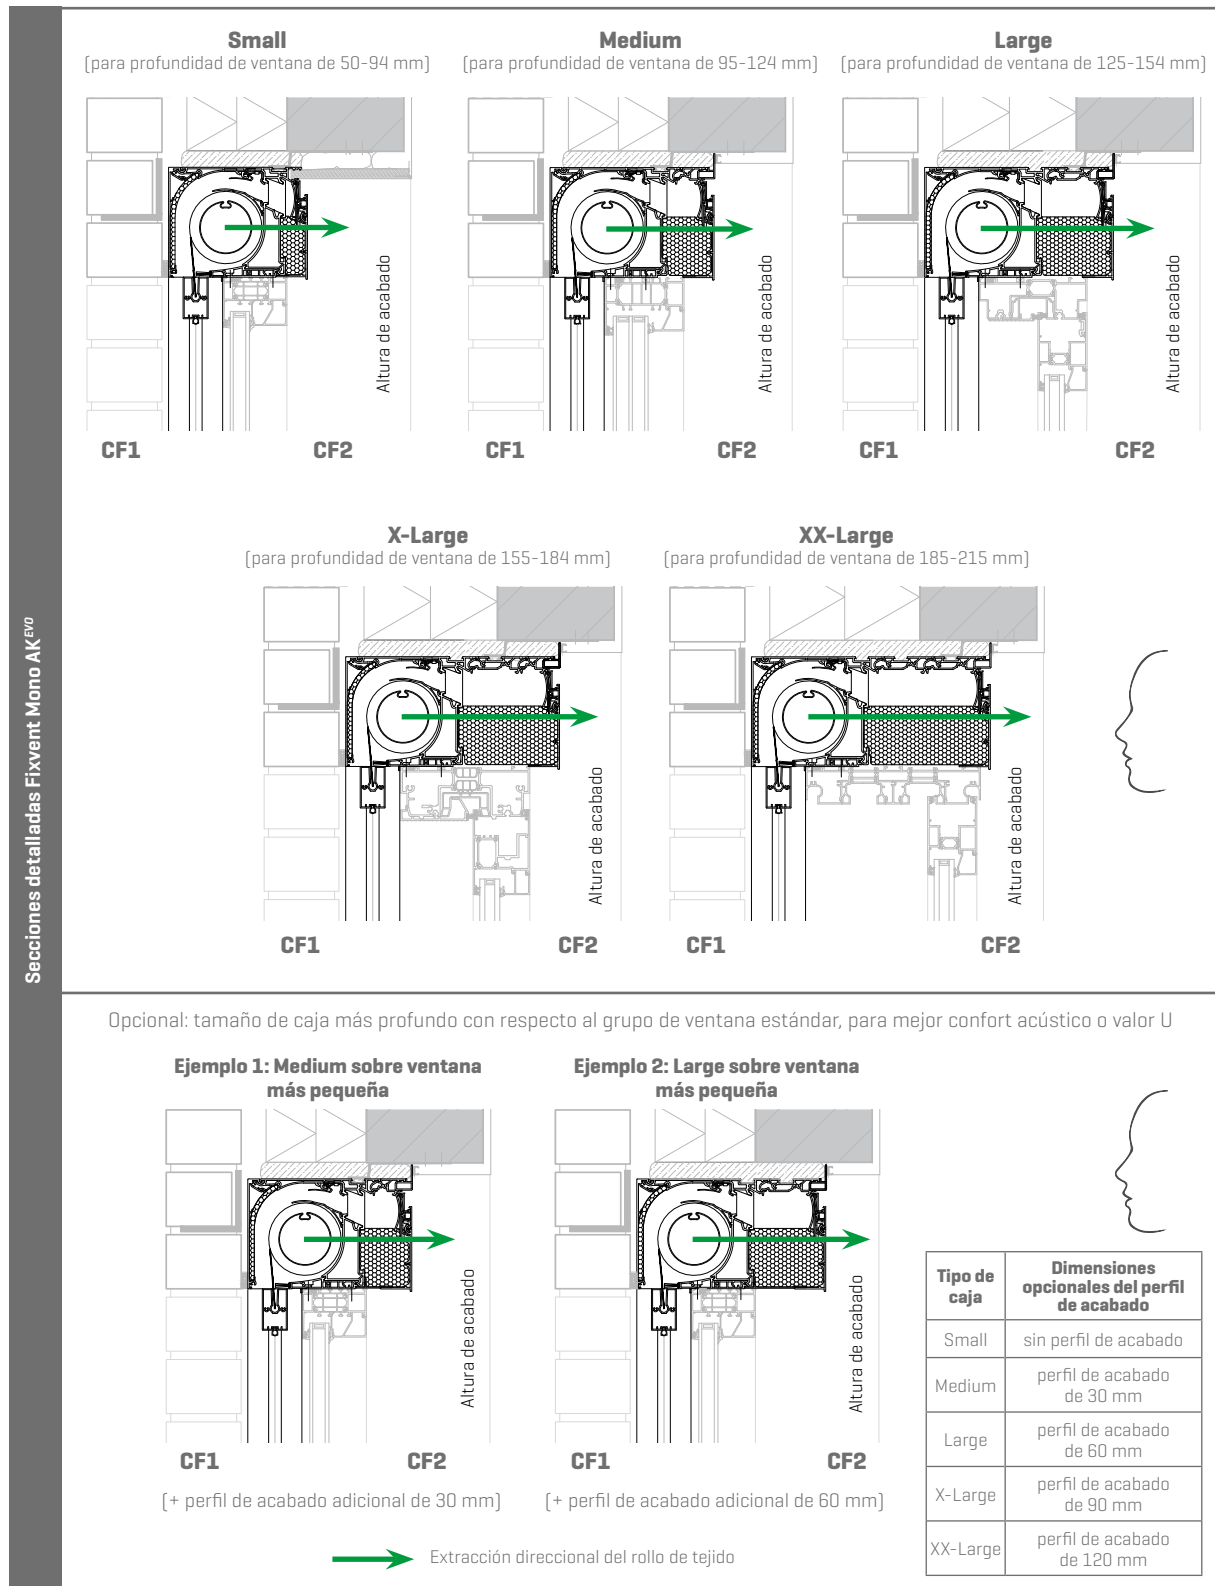 Secciones detalladas Fixvent Mono AKEVO
Small
(para profundidad de ventana de 50-94 mm)
Altura de acabado
CF1
CF2
Medium
(para profundidad de ventana de 95-124 mm)
Altura de acabado
CF1
CF2
Large
(para profundidad de ventana de 125-154 mm)
Altura de acabado
CF1
CF2
X-Large
(para profundidad de ventana de 155-184 mm)
Altura de acabado
CF1
CF2
XX-Large
(para profundidad de ventana de 185-215 mm)
Altura de acabado
CF1
CF2
Opcional: tamaño de caja más profundo con respecto al grupo de ventana estándar, para mejor confort acústico o valor U
Ejemplo 1: Medium sobre ventana
más pequeña
Altura de acabado
CF1
CF2
(+ perfil de acabado adicional de 30 mm)
Ejemplo 2: Large sobre ventana
más pequeña
Altura de acabado
CF1
CF2
(+ perfil de acabado adicional de 60 mm)
Extracción direccional del rollo de tejido
Tipo de
caja
Dimensiones
opcionales del perfil
de acabado
Small
sin perfil de acabado
Medium
perfil de acabado
de 30 mm
Large
perfil de acabado
de 60 mm
X-Large
perfil de acabado
de 90 mm
XX-Large
perfil de acabado
de 120 mm